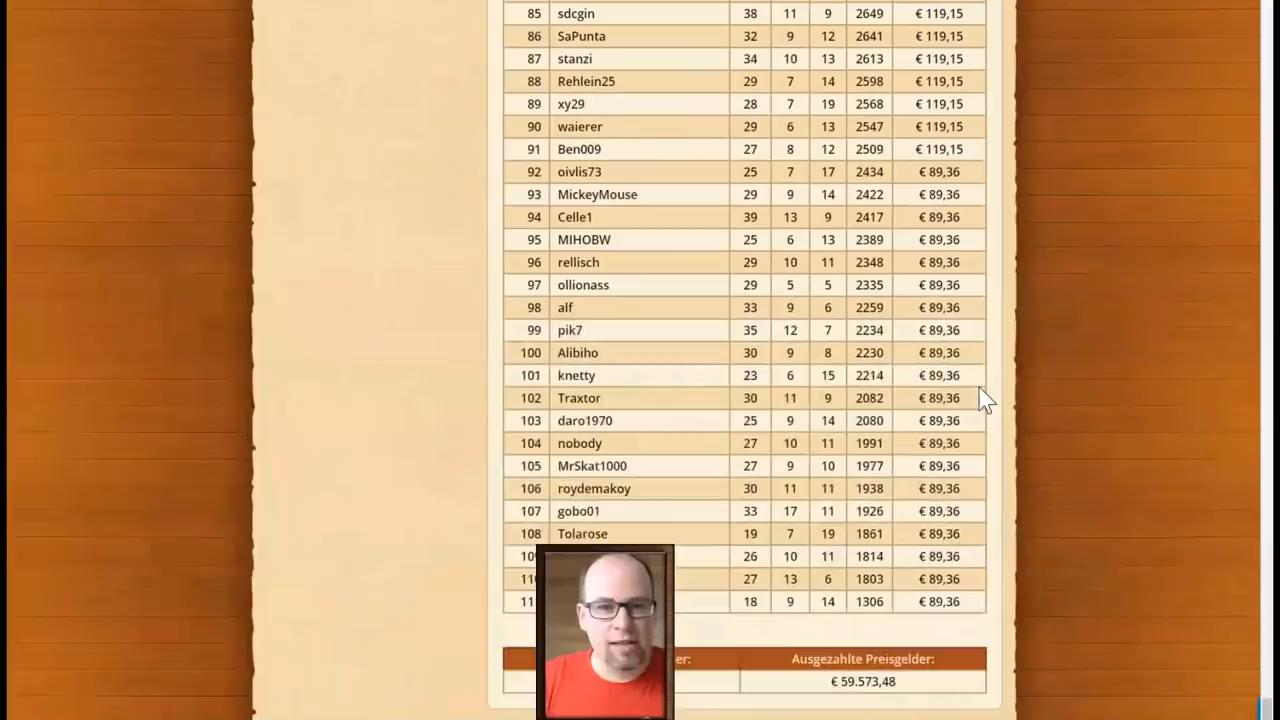 85 sdcgin 38 11 9 2649 € 119,15
86 SaPunta 32 9 12 2641 € 119,15
87 stanzi 34 10 13 2613 € 119,15
88 Rehlein25 29 7 14 2598 € 119,15
89 xy29 28 7 19 2568 € 119,15
90 waierer 29 6 13 2547 € 119,15
91 Ben009 27 8 12 2509 € 119,15
92 oivlis73 25 7 17 2434 € 89,36
93 MickeyMouse 29 9 14 2422 € 89,36
94 Celle1 39 13 9 2417 € 89,36
95 MIHOBW 25 6 13 2389 € 89,36
96 rellisch 29 10 11 2348 € 89,36
97 ollionass 29 5 5 2335 € 89,36
98 alf 33 9 6 2259 € 89,36
99 pik7 35 12 7 2234 € 89,36
100 Alibiho 30 9 8 2230 € 89,36
101 knetty 23 6 15 2214 € 89,36
102 Traxtor 30 11 9 2082 € 89,36
103 daro1970 25 9 14 2080 € 89,36
104 nobody 27 10 11 1991 € 89,36
105 MrSkat1000 27 9 10 1977 € 89,36
106 roydemakoy 30 11 11 1938 € 89,36
107 gobo01 33 17 11 1926 € 89,36
108 Tolarose 19 7 19 1861 € 89,36
26 10 11 1814 € 89,36
27 13 6 1803 € 89,36
18 9 14 1306 € 89,36
er: Ausgezahlte Preisgelder:
€ 59.573,48